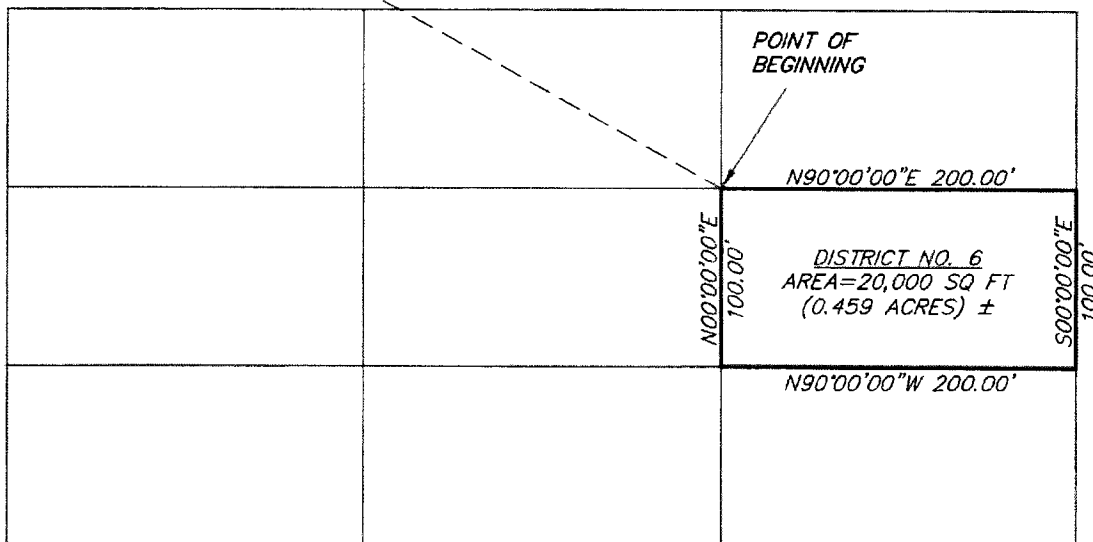 POINT OF
BEGINNING
N90°00'00"E 200.00'
N00°00'00"E
100.00'
DISTRICT NO. 6
AREA=20,000 SQ FT
(0.459 ACRES) ±
S00°00'00"E
100.00'
N90°00'00"W 200.00'